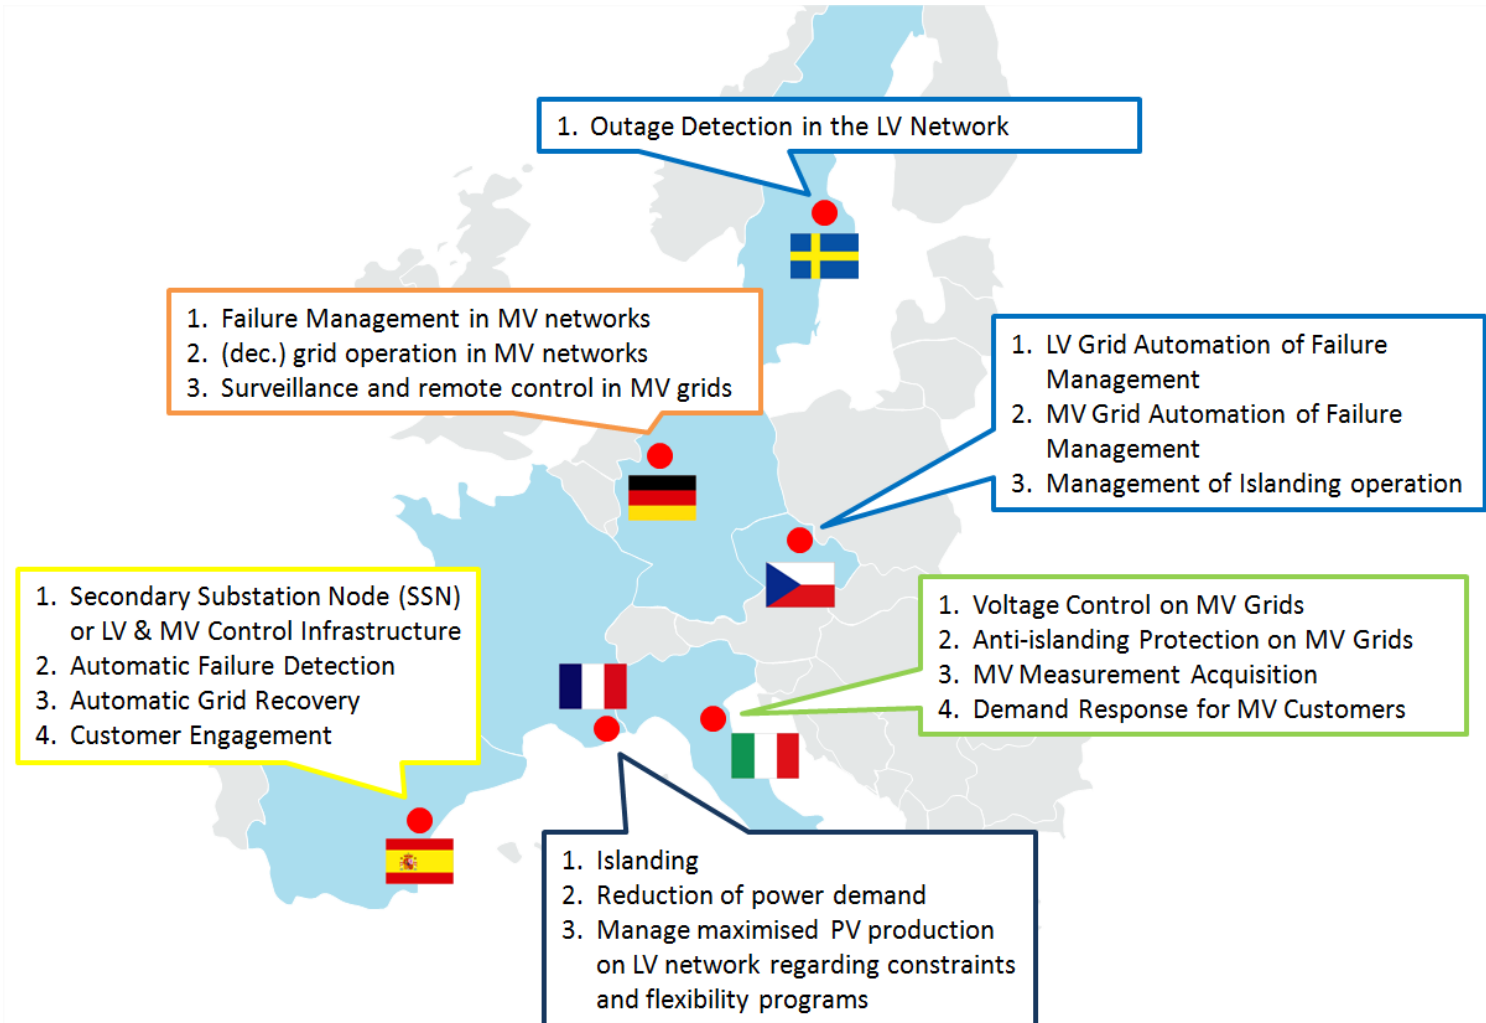 1. Outage Detection in the LV Network
1. Failure Management in MV networks
2. (dec.) grid operation in MV networks
3. Surveillance and remote control in MV grids
1. LV Grid Automation of Failure
Management
2. MV Grid Automation of Failure
Management
3. Management of Islanding operation
1. Secondary Substation Node (SSN)
or LV & MV Control Infrastructure
2. Automatic Failure Detection
3. Automatic Grid Recovery
4. Customer Engagement
1. Voltage Control on MV Grids
2. Anti-islanding Protection on MV Grids
3. MV Measurement Acquisition
4. Demand Response for MV Customers
1. Islanding
2. Reduction of power demand
3. Manage maximised PV production
on LV network regarding constraints
and flexibility programs